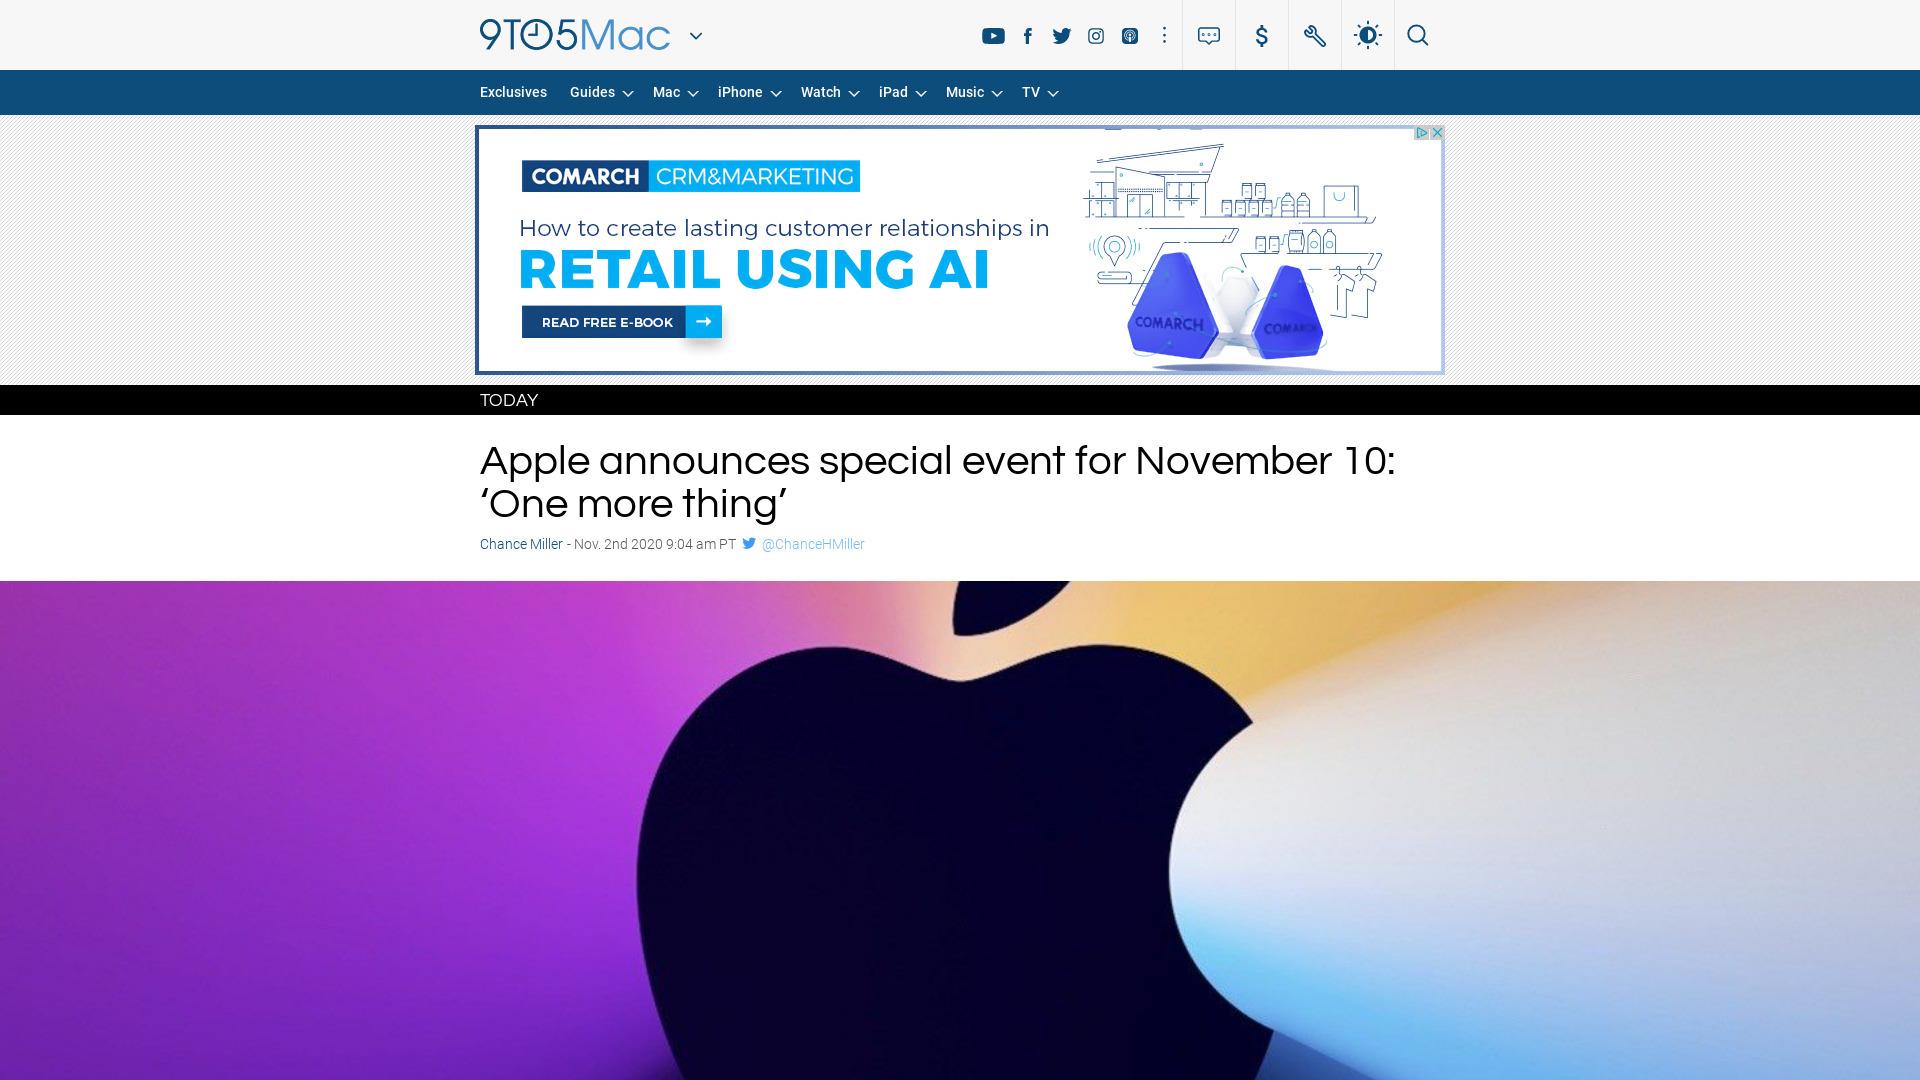 9TO5Mac
Exclusives Guides Mac iPhone Watch iPad Music TV
COMARCH CRM&MARKETING
How to create lasting customer relationships in
RETAIL USING AI
READ FREE E-BOOK
COMARCH COMARCH
TODAY
Apple announces special event for November 10:
‘One more thing’
Chance Miller - Nov. 2nd 2020 9:04 am PT @ChanceHMiller